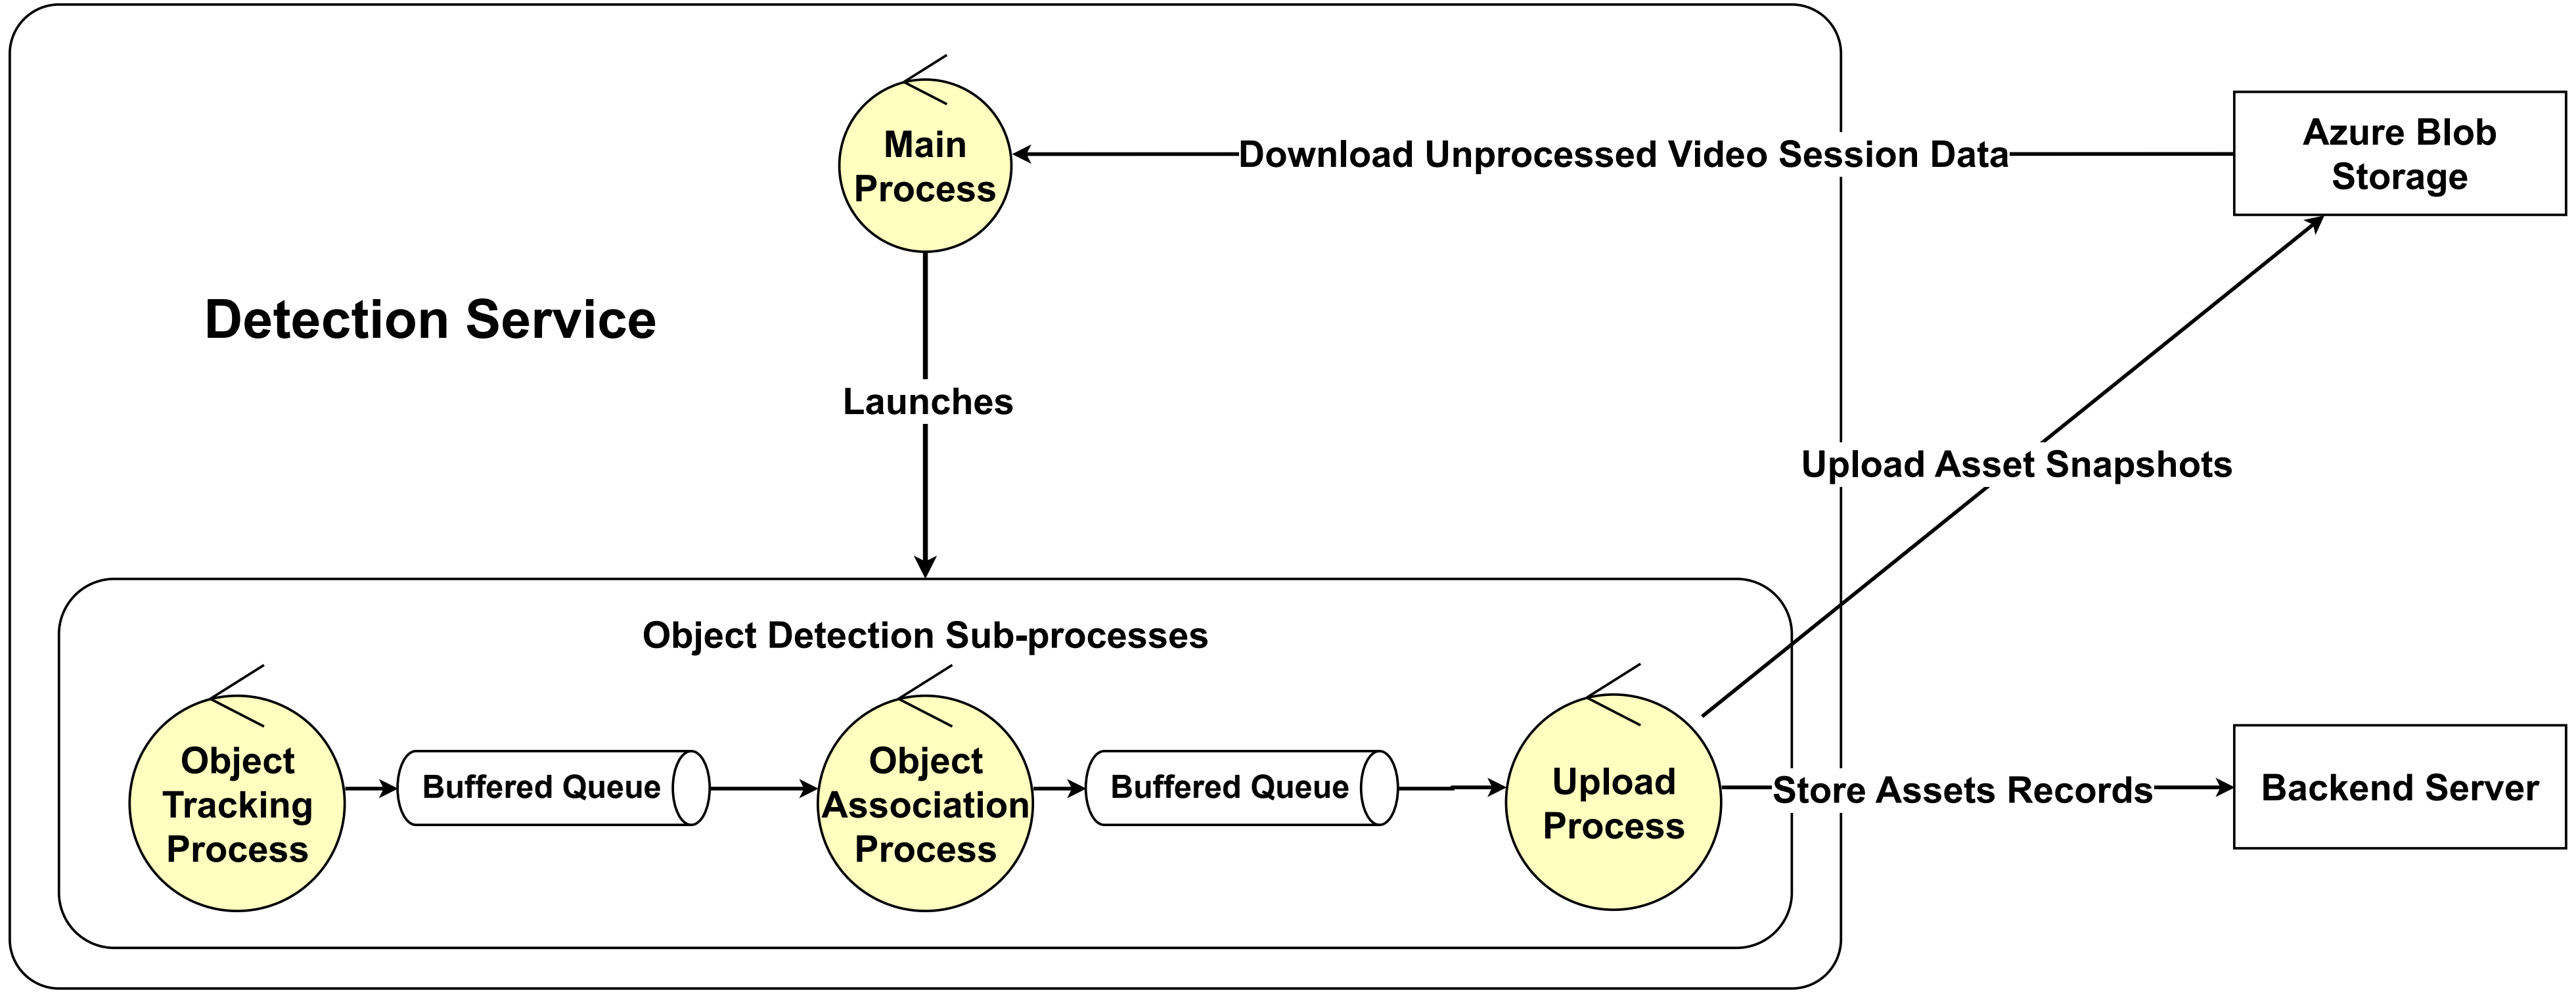 Main
Process
Download Unprocessed Video Session Data
Azure Blob
Storage
Detection Service
Launches
Upload Asset Snapshots
Object Detection Sub-processes
Object
Tracking
Process
Buffered Queue
Object
Association
Process
Buffered Queue
Upload
Process
Store Assets Records
Backend Server